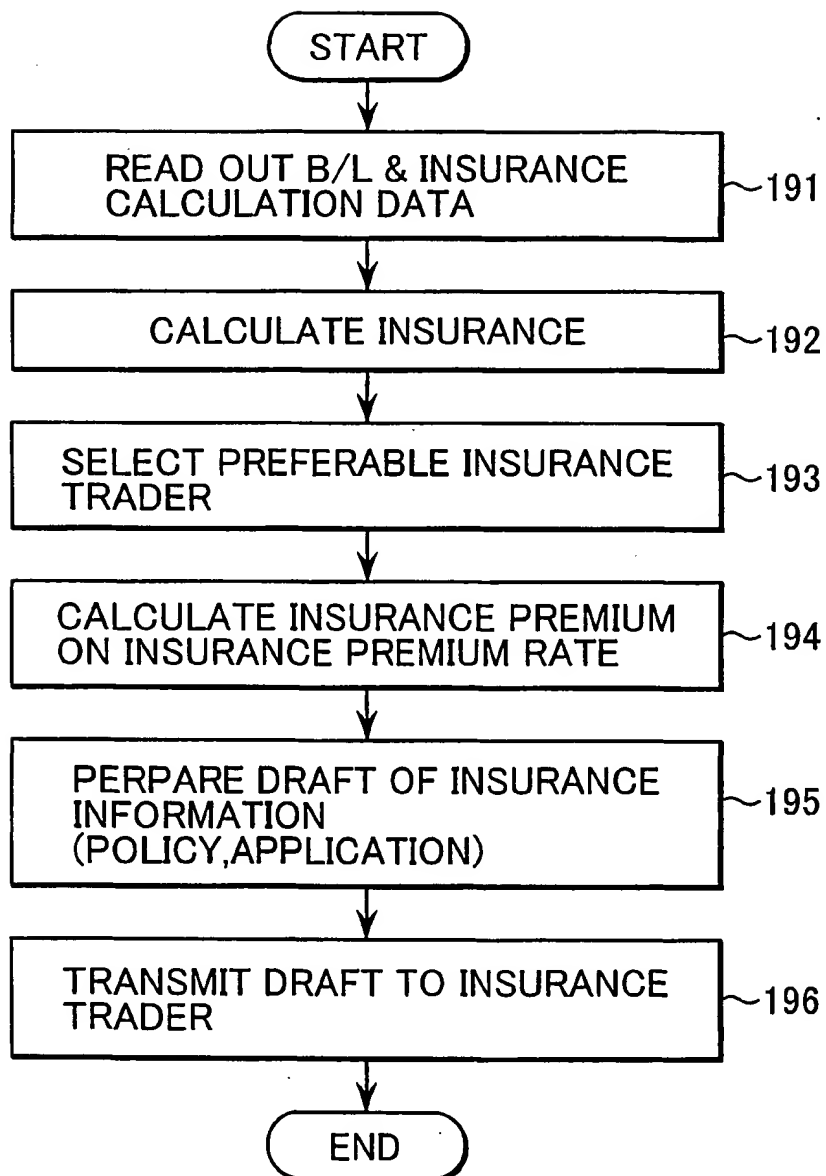 START
READ OUT B/L & INSURANCE
CALCULATION DATA
191
CALCULATE INSURANCE
192
SELECT PREFERABLE INSURANCE
TRADER
193
CALCULATE INSURANCE PREMIUM
ON INSURANCE PREMIUM RATE
194
PERPARE DRAFT OF INSURANCE
INFORMATION
(POLICY,APPLICATION)
195
TRANSMIT DRAFT TO INSURANCE
TRADER
196
END